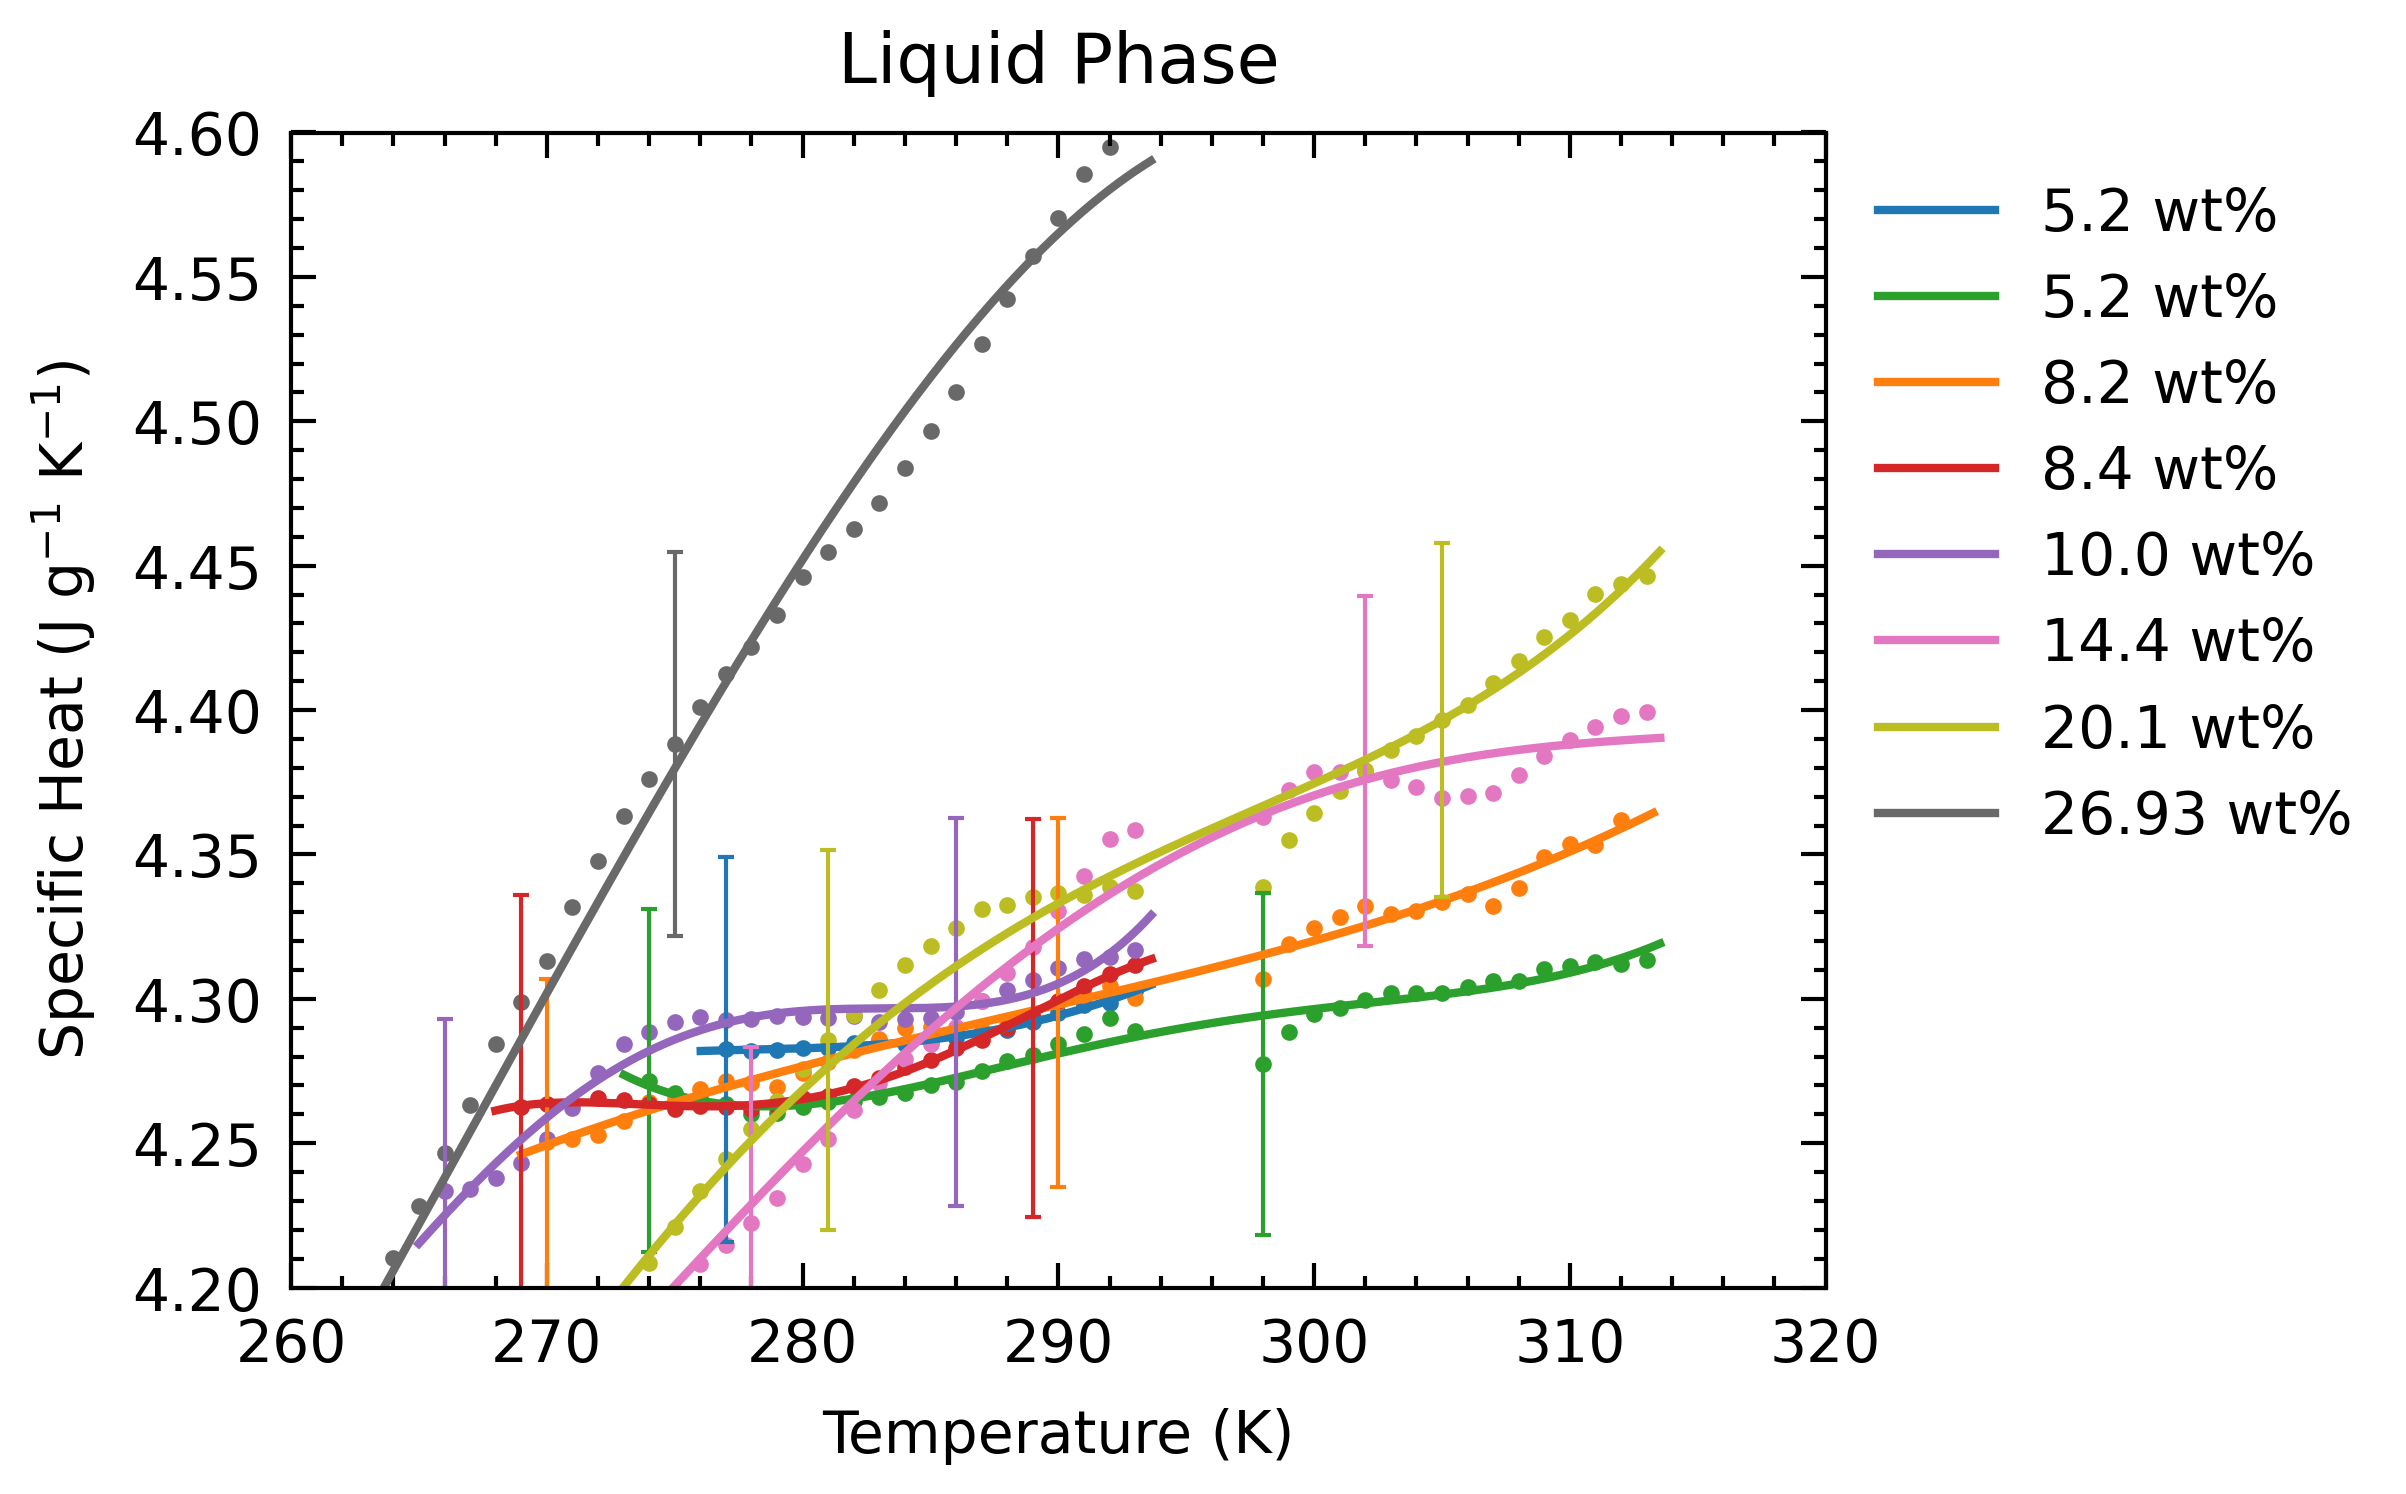 Liquid Phase
4.60
4.55
4.50
4.45
4.40
4.35
4.30
4.25
4.20
Specific Heat (J g⁻¹ K⁻¹)
260 270 280 290 300 310 320
Temperature (K)
5.2 wt%
5.2 wt%
8.2 wt%
8.4 wt%
10.0 wt%
14.4 wt%
20.1 wt%
26.93 wt%